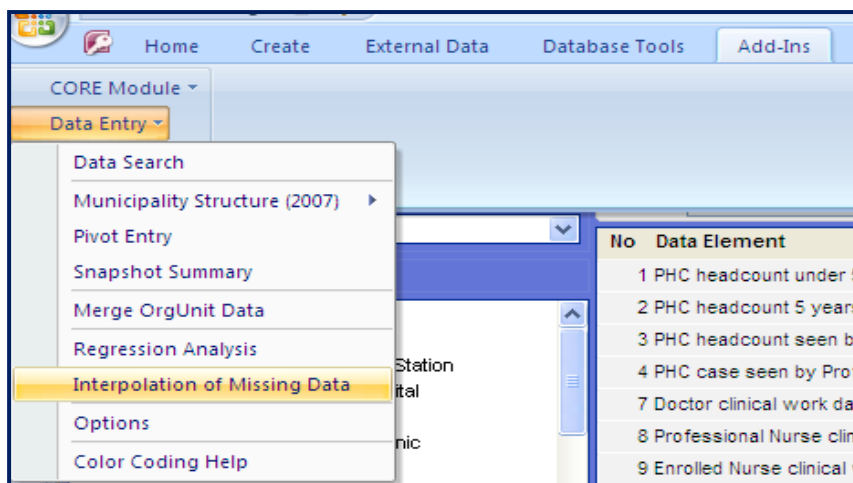 Home Create External Data Database Tools Add-Ins
CORE Module
Data Entry
Data Search
Municipality Structure (2007)
Pivot Entry
Snapshot Summary
Merge OrgUnit Data
Regression Analysis
Interpolation of Missing Data
Options
Color Coding Help
Station
ital
nic
No Data Element
1 PHC headcount under
2 PHC headcount 5 years
3 PHC headcount seen b
4 PHC case seen by Pro
7 Doctor clinical work da
8 Professional Nurse clin
9 Enrolled Nurse clinical